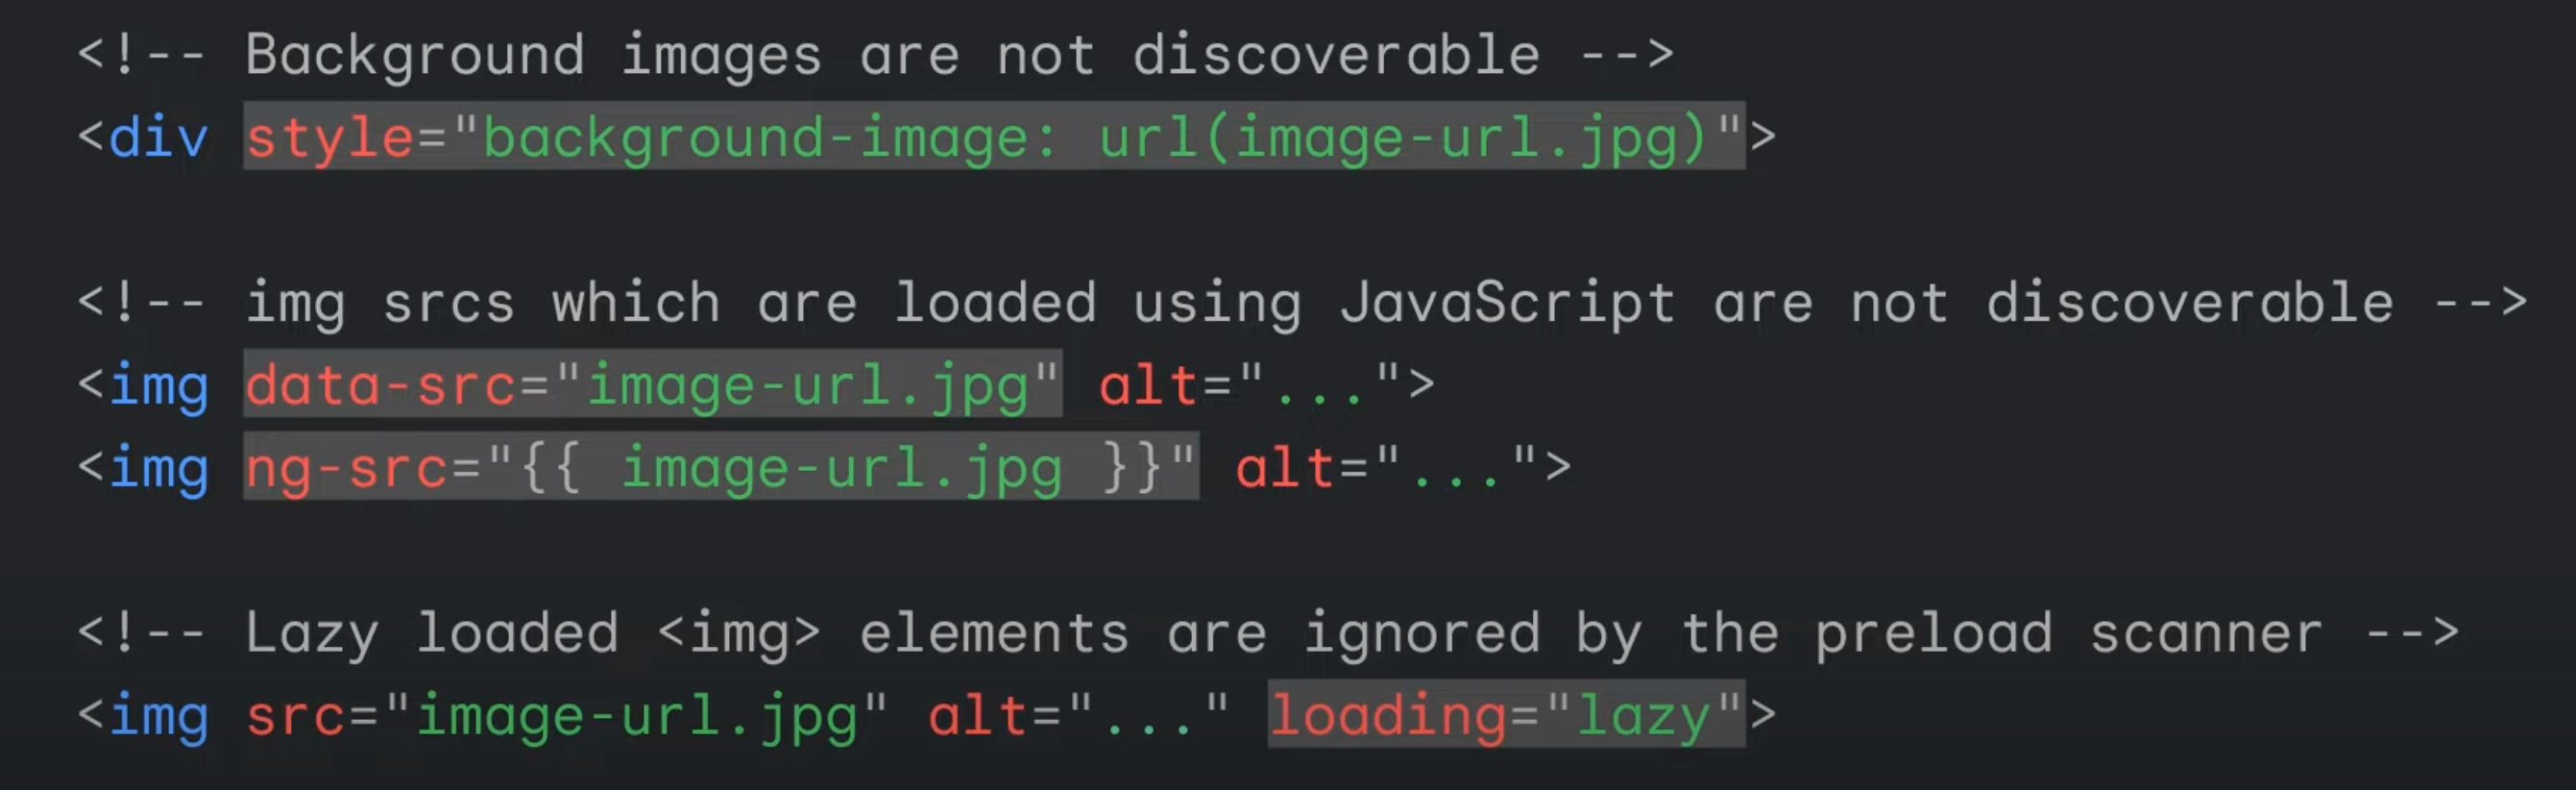 <!-- Background images are not discoverable -->
<div style="background-image: url(image-url.jpg)">
<!-- img srcs which are loaded using JavaScript are not discoverable -->
<img data-src="image-url.jpg" alt="...">
<img ng-src="{{ image-url.jpg }}" alt="...">
<!-- Lazy loaded <img> elements are ignored by the preload scanner -->
<img src="image-url.jpg" alt="..." loading="lazy">